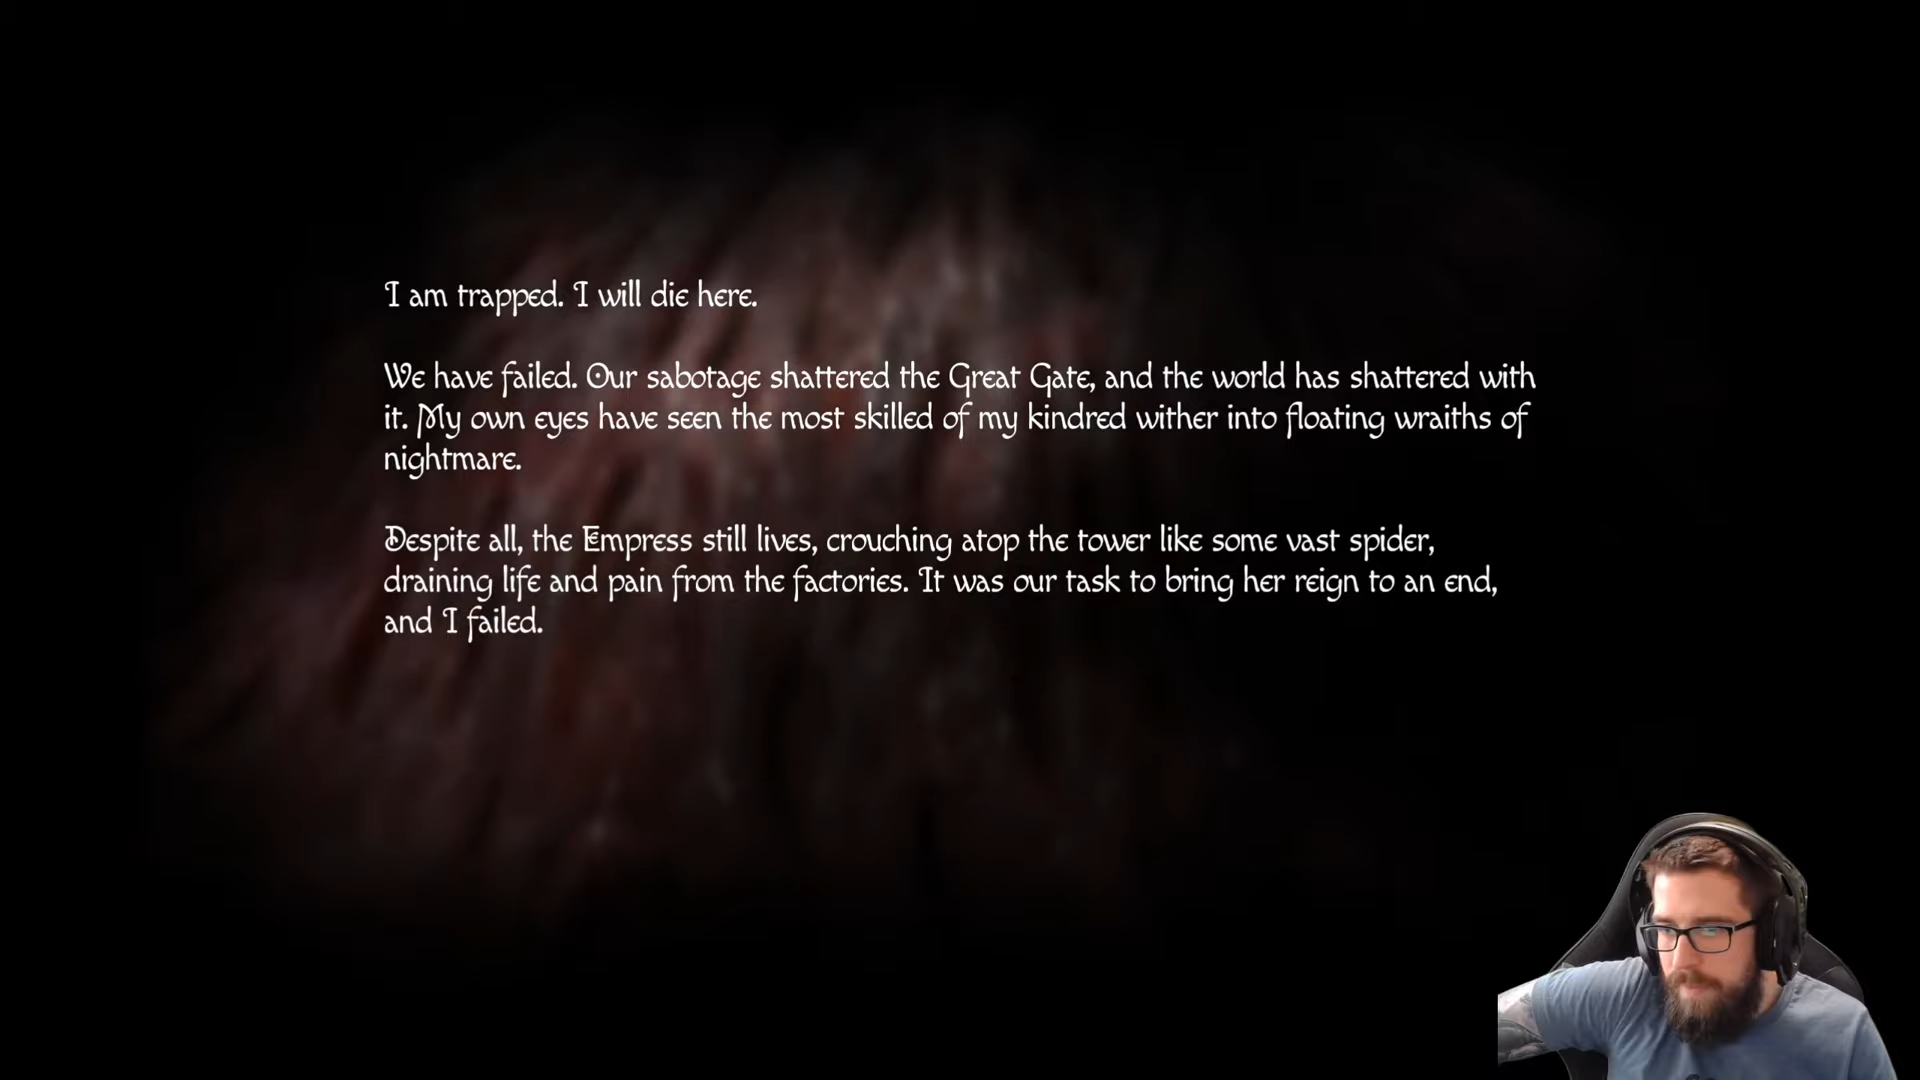 I am trapped. I will die here.
We have failed. Our sabotage shattered the Great Gate, and the world has shattered with
it. My own eyes have seen the most skilled of my kindred wither into floating wraiths of
nightmare.
Despite all, the Empress still lives, crouching atop the tower like some vast spider,
draining life and pain from the factories. It was our task to bring her reign to an end,
and I failed.